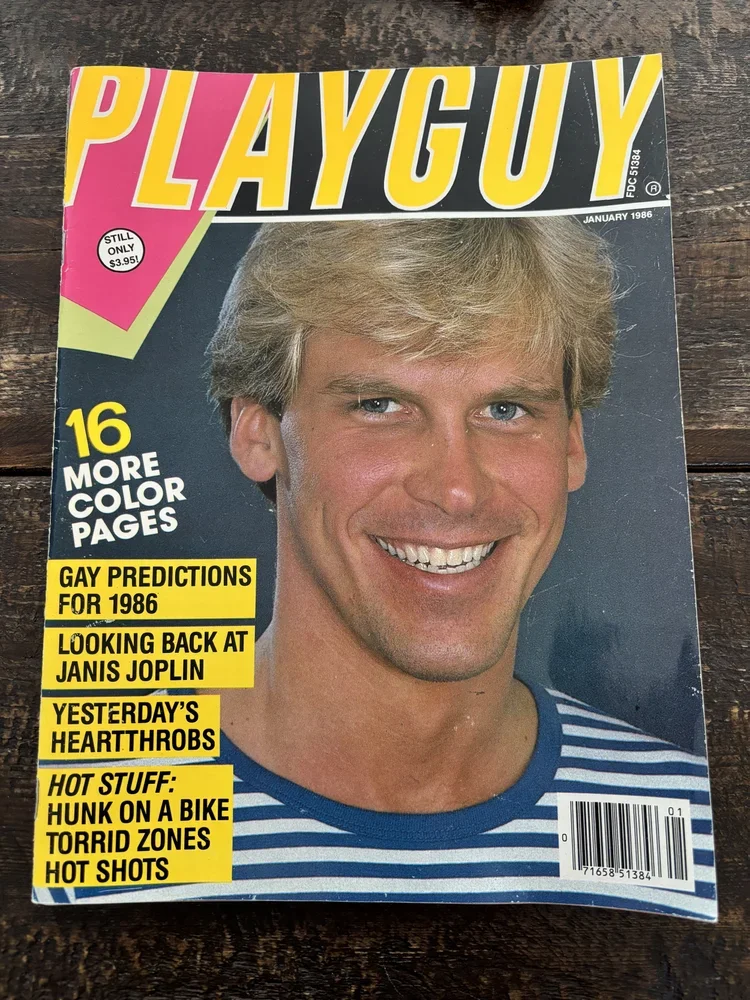 PLAYGUY
FDC 51384
R
JANUARY 1986
STILL
ONLY
$3.95!
16
MORE
COLOR
PAGES
GAY PREDICTIONS
FOR 1986
LOOKING BACK AT
JANIS JOPLIN
YESTERDAY'S
HEARTTHROBS
HOT STUFF:
HUNK ON A BIKE
TORRID ZONES
HOT SHOTS
01
0 71658 51384